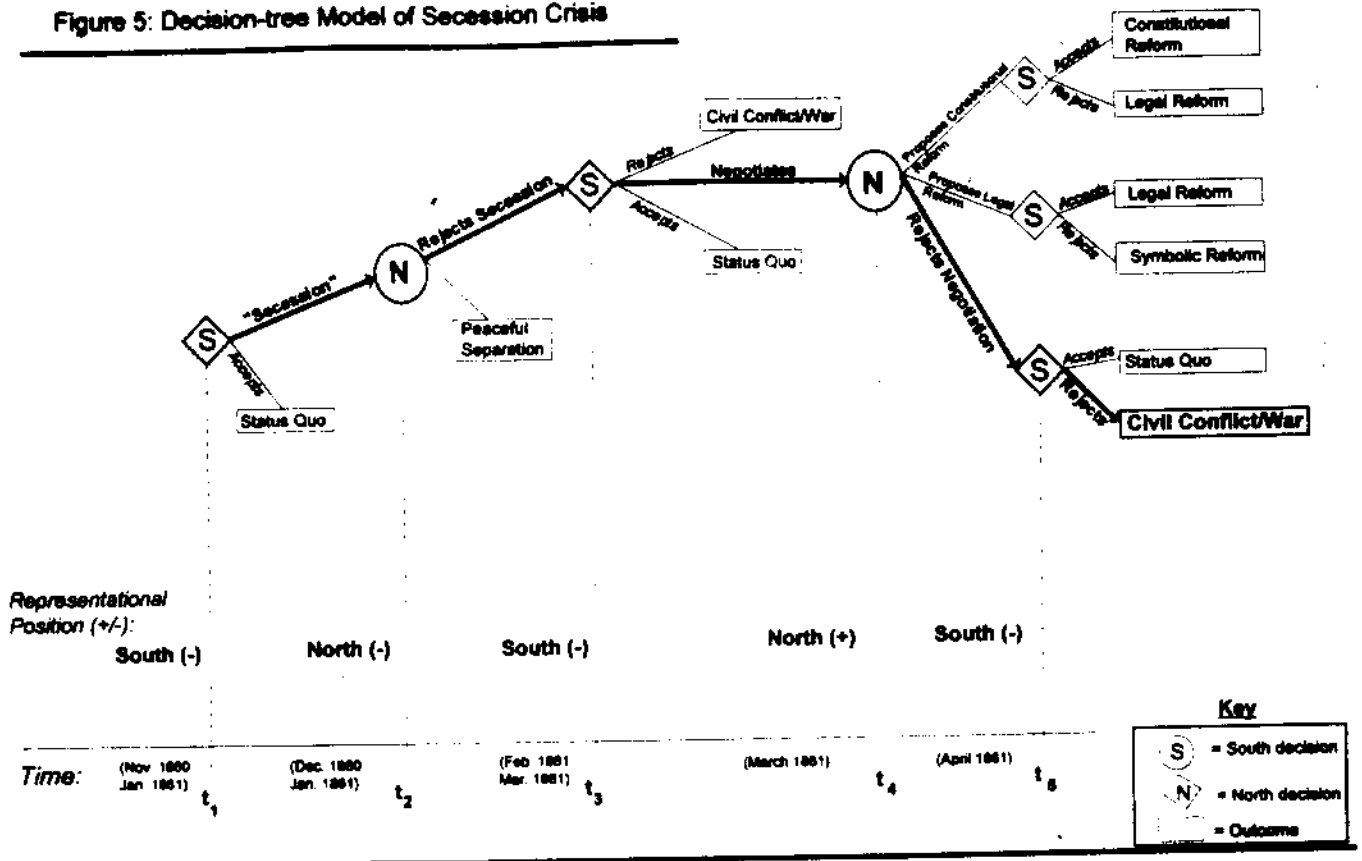 Figure 5: Decision-tree Model of Secession Crisis
S
"Secession"
Accepts
Status Quo
N
Rejects Secession
Peaceful
Separation
S
Rejects
Civil Conflict/War
Negotiates
Accepts
Status Quo
N
Proposes Constitutional
Reform
S
Accepts
Constitutional
Reform
Rejects
Legal Reform
Proposes Legal
Reform
S
Accepts
Legal Reform
Rejects
Symbolic Reform
Rejects Negotiation
S
Accepts
Status Quo
Rejects
Civil Conflict/War
Representational
Position (+/-):
South (-)
North (-)
South (-)
North (+)
South (-)
Time:
(Nov 1860
Jan 1861)
t1
(Dec. 1860
Jan. 1861)
t2
(Feb 1861
Mar. 1861)
t3
(March 1861)
t4
(April 1861)
t5
Key
S = South decision
N = North decision
= Outcome